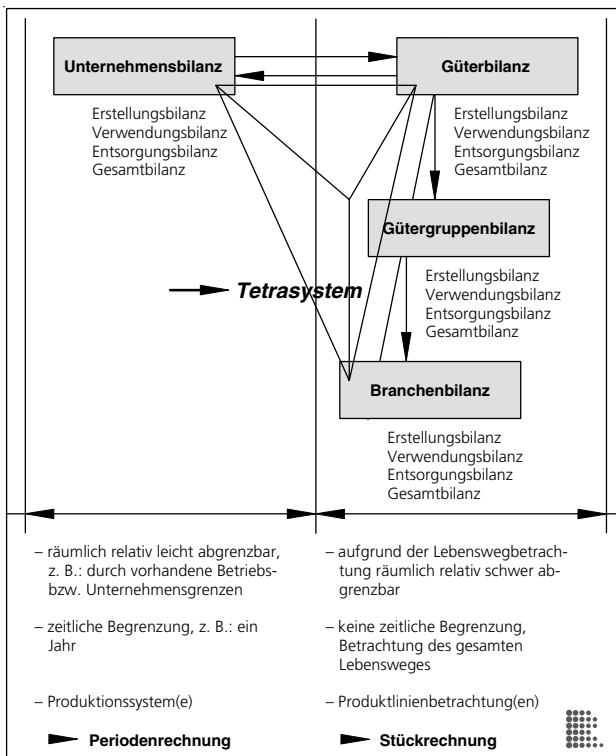 Unternehmensbilanz
Erstellungsbilanz
Verwendungsbilanz
Entsorgungsbilanz
Gesamtbilanz
Güterbilanz
Erstellungsbilanz
Verwendungsbilanz
Entsorgungsbilanz
Gesamtbilanz
Gütergruppenbilanz
Erstellungsbilanz
Verwendungsbilanz
Entsorgungsbilanz
Gesamtbilanz
Tetrasystem
Branchenbilanz
Erstellungsbilanz
Verwendungsbilanz
Entsorgungsbilanz
Gesamtbilanz
– räumlich relativ leicht abgrenzbar,
z. B.: durch vorhandene Betriebs-
bzw. Unternehmensgrenzen
– zeitliche Begrenzung, z. B.: ein
Jahr
– Produktionssystem(e)
Periodenrechnung
– aufgrund der Lebenswegbetrach-
tung räumlich relativ schwer ab-
grenzbar
– keine zeitliche Begrenzung,
Betrachtung des gesamten
Lebensweges
– Produktlinienbetrachtung(en)
Stückrechnung